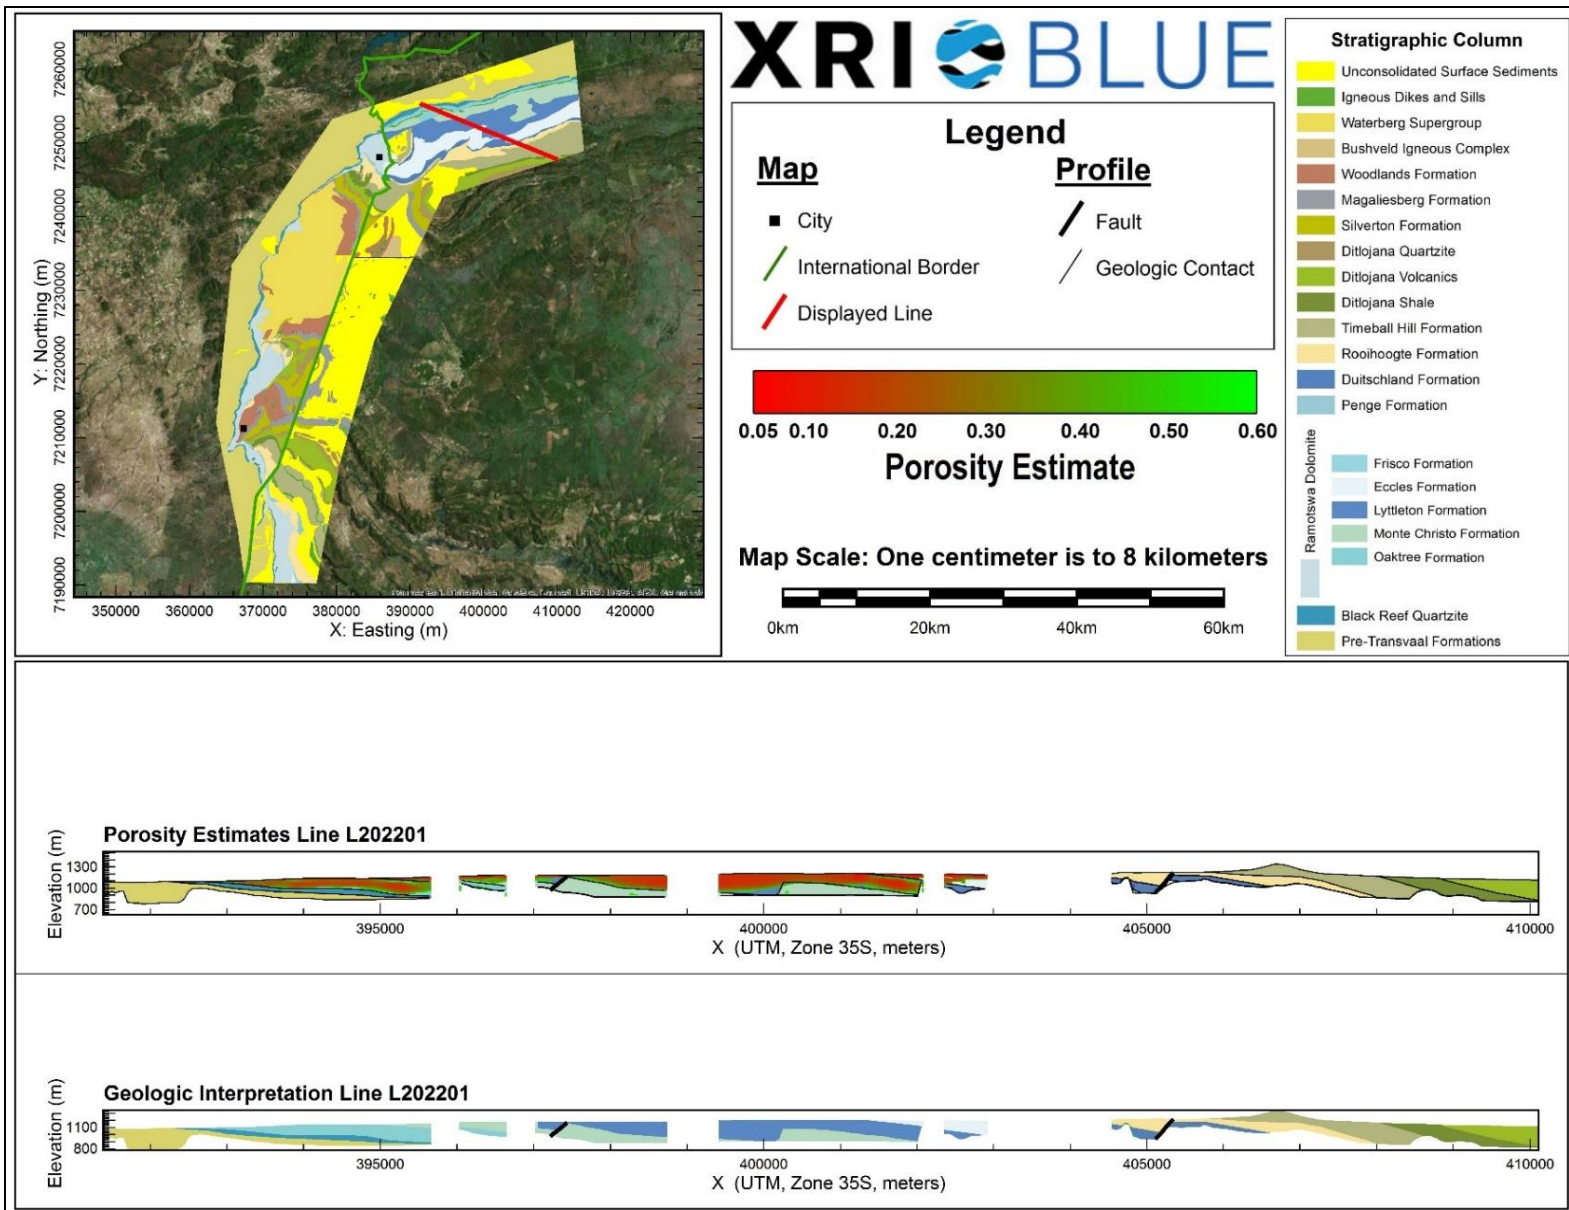 XRI BLUE
Y: Northing (m)
7260000
7250000
7240000
7230000
7220000
7210000
7200000
7190000
350000 360000 370000 380000 390000 400000 410000 420000
X: Easting (m)
Legend
Map
City
International Border
Displayed Line
Profile
Fault
Geologic Contact
0.05 0.10 0.20 0.30 0.40 0.50 0.60
Porosity Estimate
Map Scale: One centimeter is to 8 kilometers
0km 20km 40km 60km
Stratigraphic Column
Unconsolidated Surface Sediments
Igneous Dikes and Sills
Waterberg Supergroup
Bushveld Igneous Complex
Woodlands Formation
Magaliesberg Formation
Silverton Formation
Ditlojana Quartzite
Ditlojana Volcanics
Ditlojana Shale
Timeball Hill Formation
Rooihoogte Formation
Duitschland Formation
Penge Formation
Ramotswa Dolomite
Frisco Formation
Eccles Formation
Lyttleton Formation
Monte Christo Formation
Oaktree Formation
Black Reef Quartzite
Pre-Transvaal Formations
Porosity Estimates Line L202201
Elevation (m)
1300
1000
700
395000 400000 405000 410000
X (UTM, Zone 35S, meters)
Geologic Interpretation Line L202201
Elevation (m)
1100
800
395000 400000 405000 410000
X (UTM, Zone 35S, meters)